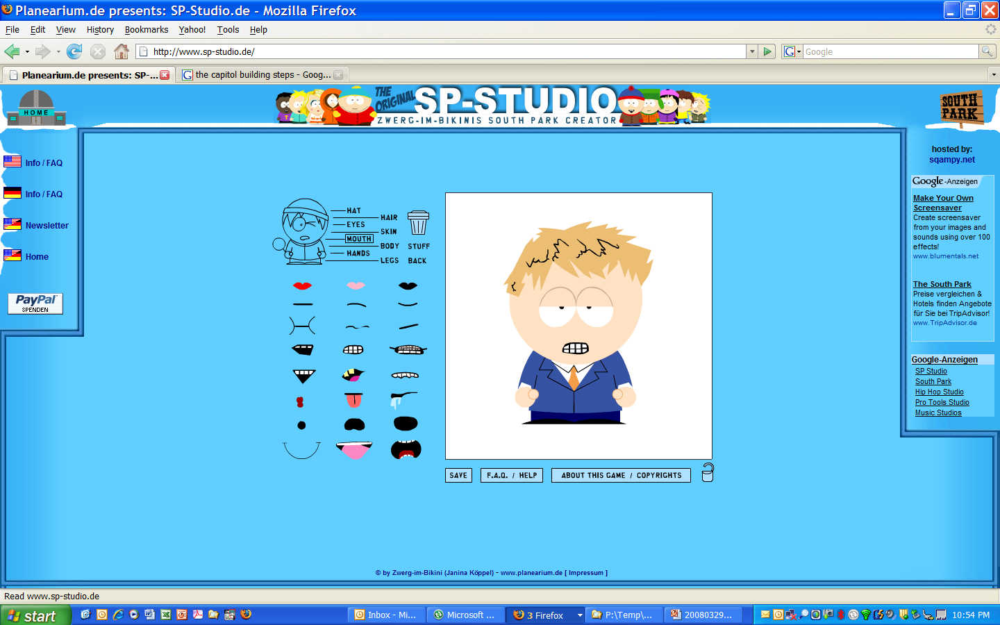 Planearium.de presents: SP-Studio.de - Mozilla Firefox
File Edit View History Bookmarks Yahoo! Tools Help
http://www.sp-studio.de/
G Google
Planearium.de presents: SP-...
G the capitol building steps - Goog...
HOME
THE ORIGINAL SP-STUDIO
ZWERG-IM-BIKINIS SOUTH PARK CREATOR
SOUTH PARK
Info / FAQ
Info / FAQ
Newsletter
Home
PayPal
SPENDEN
HAT
HAIR
EYES
SKIN
MOUTH
BODY
HANDS
LEGS
STUFF
BACK
SAVE
F.A.Q. / HELP
ABOUT THIS GAME / COPYRIGHTS
hosted by:
sqampy.net
Google-Anzeigen
Make Your Own
Screensaver
Create screensaver
from your images and
sounds using over 100
effects!
www.blumentals.net
The South Park
Preise vergleichen &
Hotels finden Angebote
für Sie bei TripAdvisor!
www.TripAdvisor.de
Google-Anzeigen
SP Studio
South Park
Hip Hop Studio
Pro Tools Studio
Music Studios
© by Zwerg-im-Bikini (Janina Köppel) - www.planearium.de [ Impressum ]
Read www.sp-studio.de
start
Inbox - Mi...
Microsoft ...
3 Firefox
P:\Temp\...
20080329...
10:54 PM